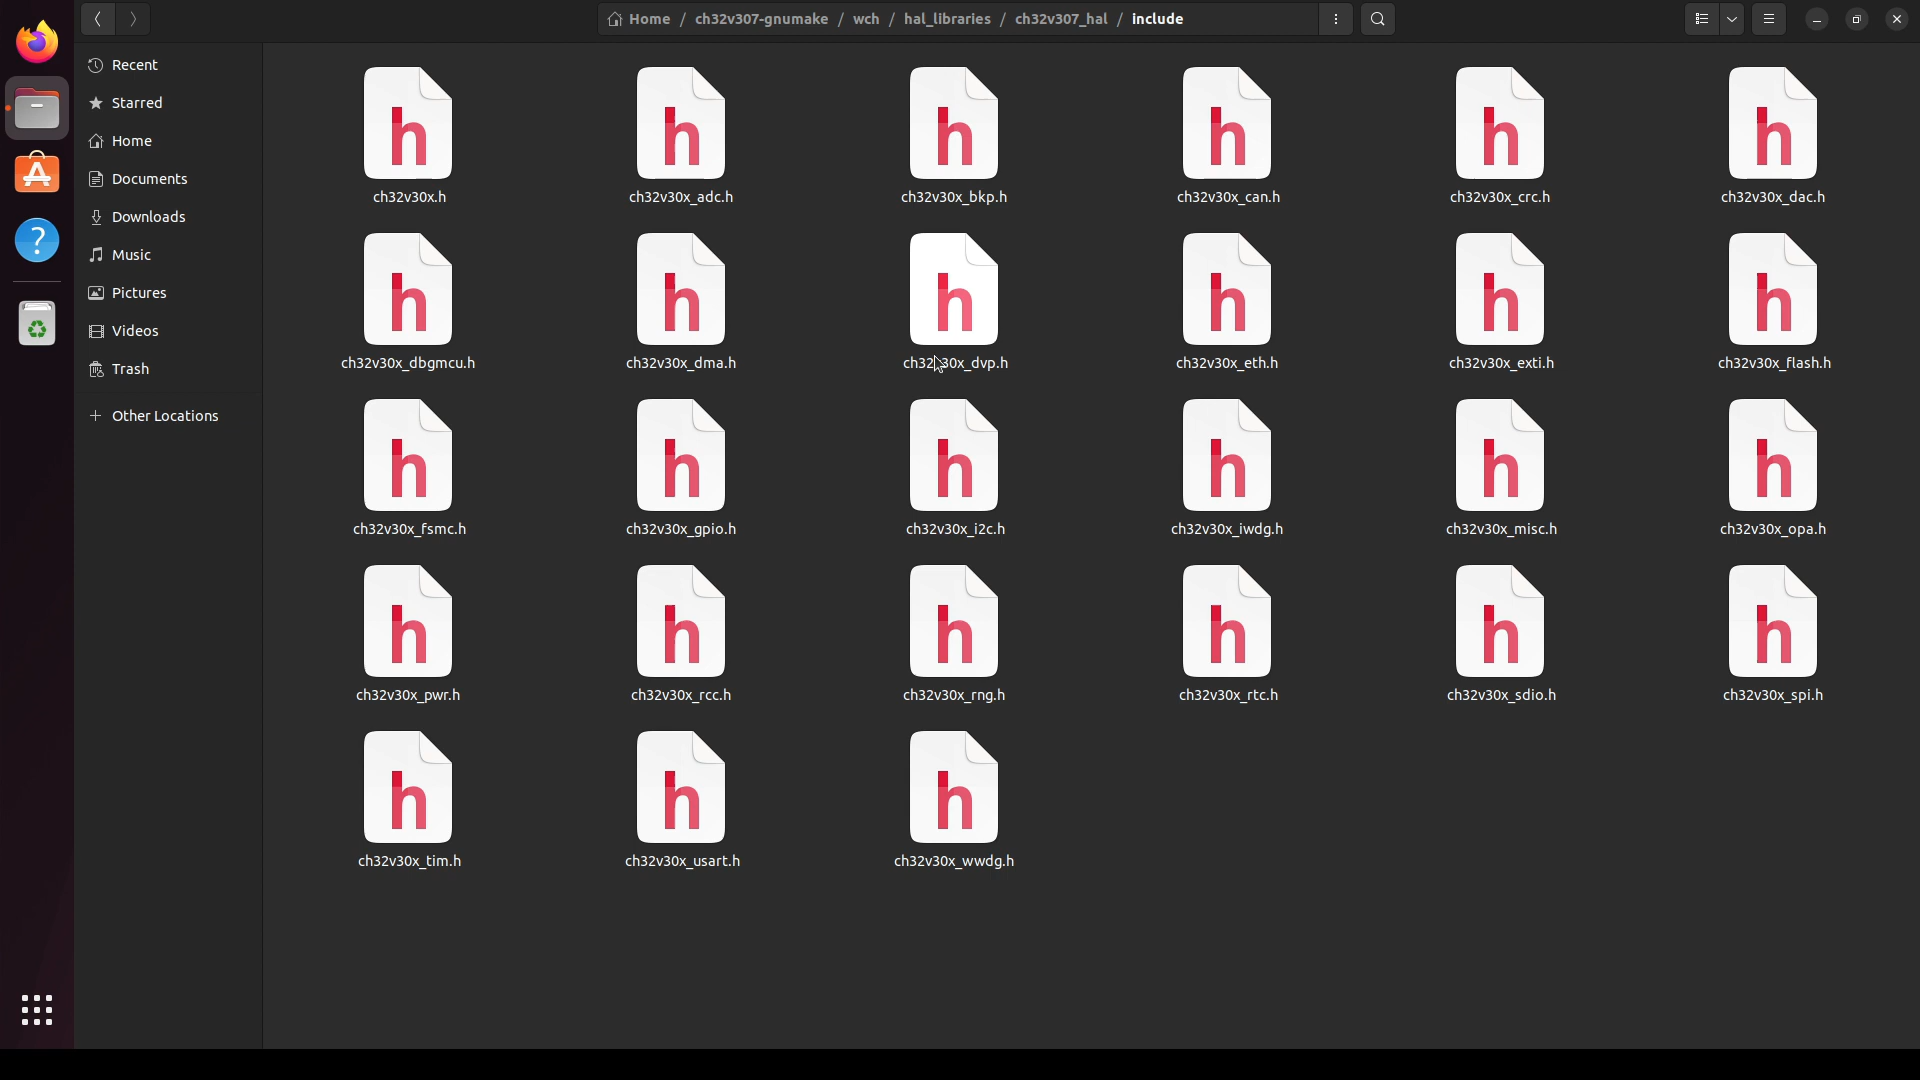 Home / ch32v307-gnumake / wch / hal_libraries / ch32v307_hal / include
Recent
Starred
Home
Documents
Downloads
Music
Pictures
Videos
Trash
Other Locations
h h h h h h
ch32v30x.h ch32v30x_adc.h ch32v30x_bkp.h ch32v30x_can.h ch32v30x_crc.h ch32v30x_dac.h
h h h h h h
ch32v30x_dbgmcu.h ch32v30x_dma.h ch32v30x_dvp.h ch32v30x_eth.h ch32v30x_exti.h ch32v30x_flash.h
h h h h h h
ch32v30x_fsmc.h ch32v30x_gpio.h ch32v30x_i2c.h ch32v30x_iwdg.h ch32v30x_misc.h ch32v30x_opa.h
h h h h h h
ch32v30x_pwr.h ch32v30x_rcc.h ch32v30x_rng.h ch32v30x_rtc.h ch32v30x_sdio.h ch32v30x_spi.h
h h h
ch32v30x_tim.h ch32v30x_usart.h ch32v30x_wwdg.h